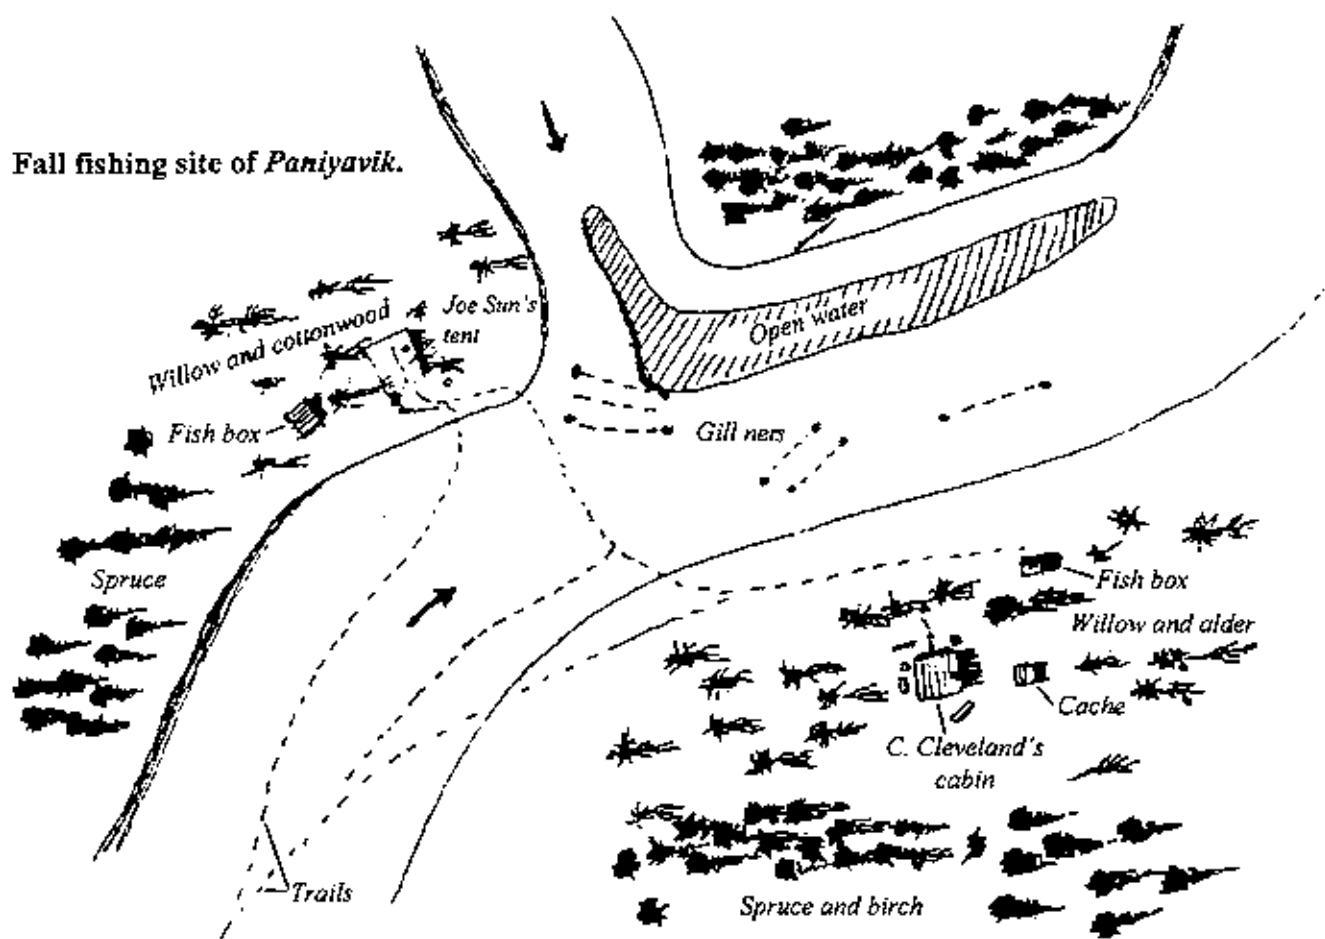 Fall fishing site of Paniyavik.
Joe Sun's
tent
Willow and cottonwood
Fish box
Open water
Gill nets
Spruce
Fish box
Willow and alder
Cache
C. Cleveland's
cabin
Trails
Spruce and birch